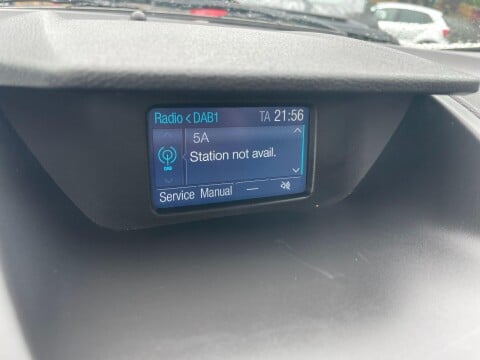 Radio < DAB1 TA 21:56
5A
Station not avail.
DAB
Service Manual —